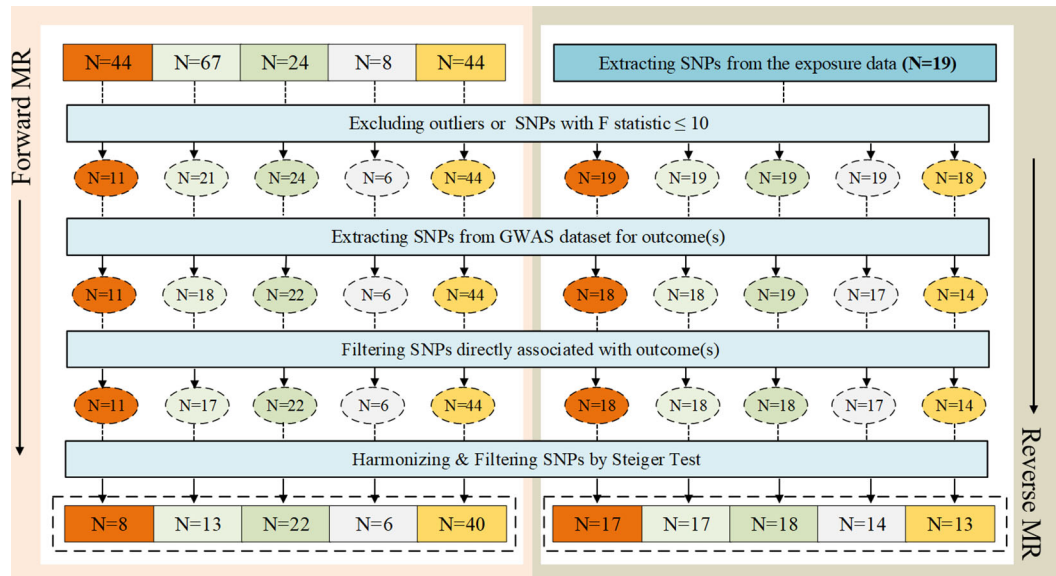 Forward MR
N=44 N=67 N=24 N=8 N=44
Extracting SNPs from the exposure data (N=19)
Excluding outliers or SNPs with F statistic ≤ 10
N=11 N=21 N=24 N=6 N=44 N=19 N=19 N=19 N=19 N=18
Extracting SNPs from GWAS dataset for outcome(s)
N=11 N=18 N=22 N=6 N=44 N=18 N=18 N=19 N=17 N=14
Filtering SNPs directly associated with outcome(s)
N=11 N=17 N=22 N=6 N=44 N=18 N=18 N=18 N=17 N=14
Harmonizing & Filtering SNPs by Steiger Test
N=8 N=13 N=22 N=6 N=40 N=17 N=17 N=18 N=14 N=13
Reverse MR